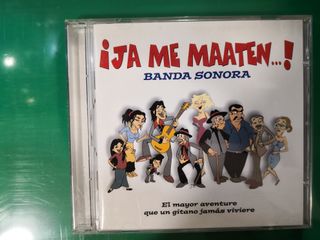 ¡JA ME MAATEN...!
BANDA SONORA
El mayor aventure
que un gitano jamás viviere